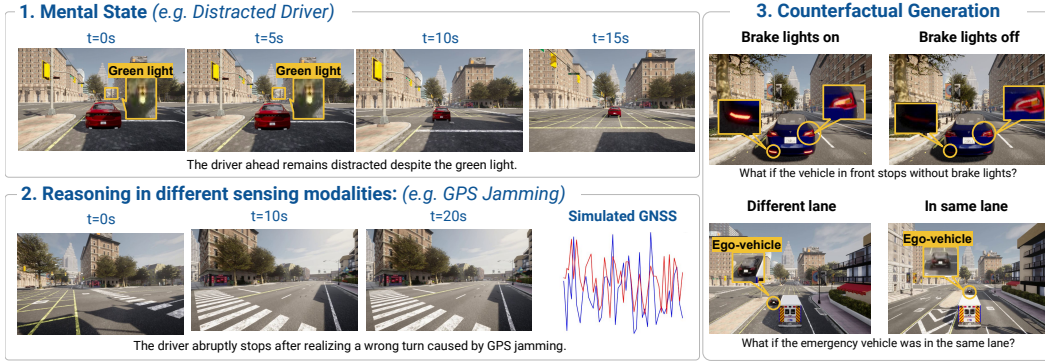 1. Mental State (e.g. Distracted Driver)
t=0s
t=5s
t=10s
t=15s
Green light
Green light
The driver ahead remains distracted despite the green light.
2. Reasoning in different sensing modalities: (e.g. GPS Jamming)
t=0s
t=10s
t=20s
Simulated GNSS
The driver abruptly stops after realizing a wrong turn caused by GPS jamming.
3. Counterfactual Generation
Brake lights on
Brake lights off
What if the vehicle in front stops without brake lights?
Different lane
In same lane
Ego-vehicle
Ego-vehicle
What if the emergency vehicle was in the same lane?